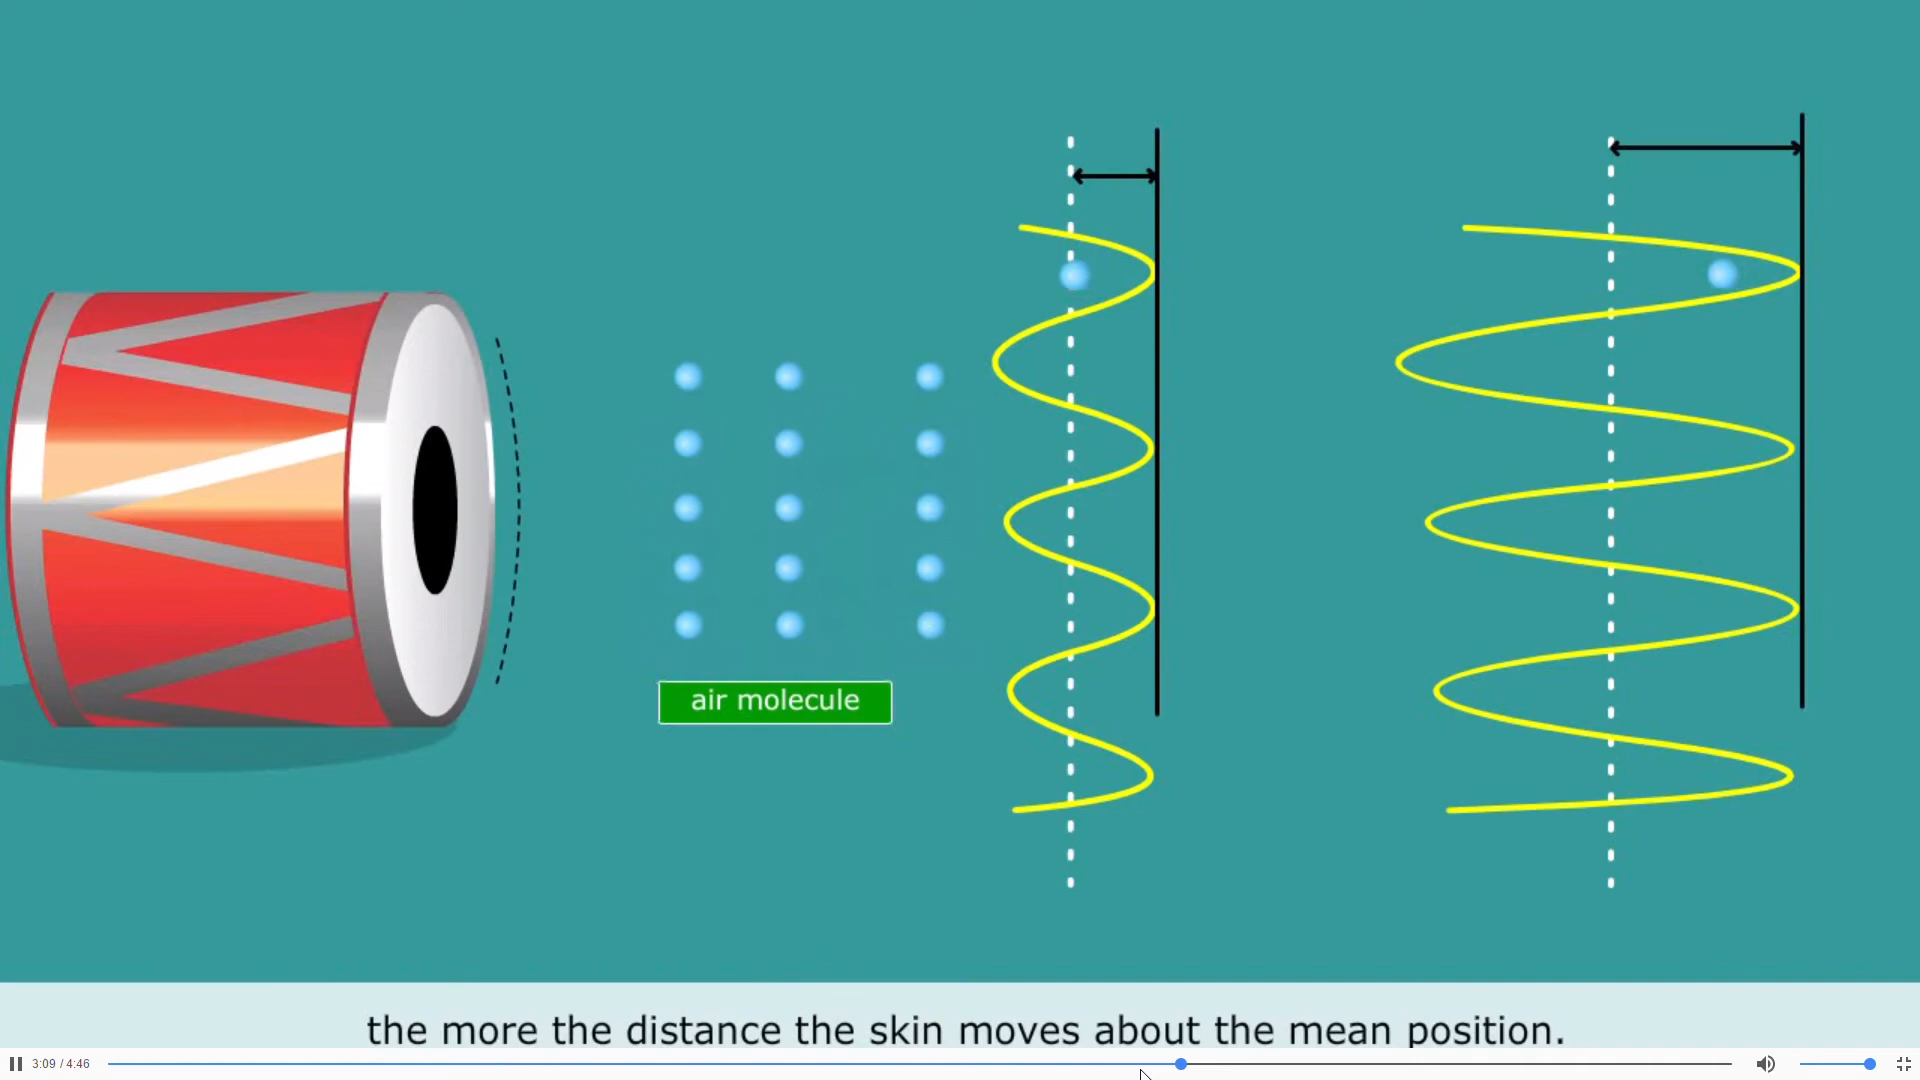 air molecule
the more the distance the skin moves about the mean position.
3:09 / 4:46